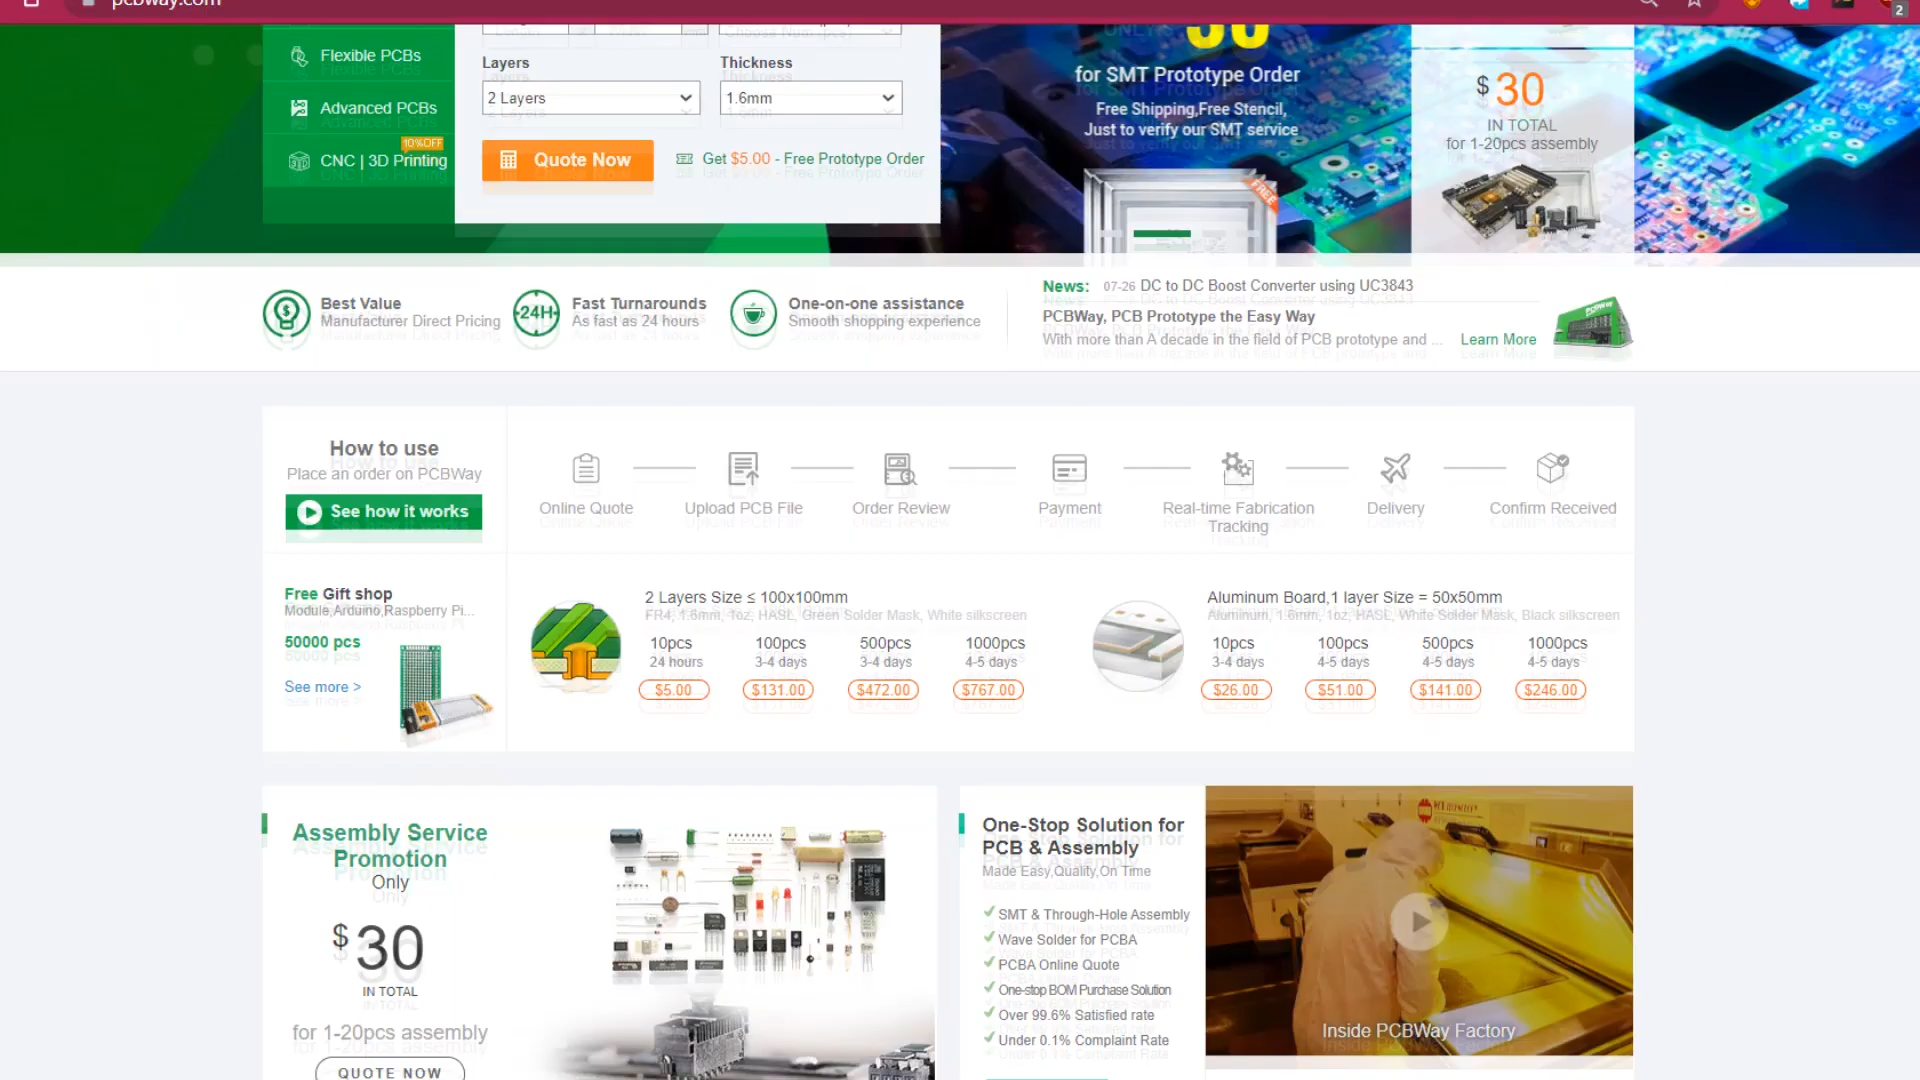 pcbway.com
2
Flexible PCBs
Advanced PCBs
10%OFF
CNC | 3D Printing
Layers
Thickness
2 Layers
1.6mm
Quote Now
Get $5.00 - Free Prototype Order
30
for SMT Prototype Order
Free Shipping,Free Stencil,
Just to verify our SMT service
FREE
$ 30
IN TOTAL
for 1-20pcs assembly
Best Value
Manufacturer Direct Pricing
24H
Fast Turnarounds
As fast as 24 hours
One-on-one assistance
Smooth shopping experience
News: 07-26 DC to DC Boost Converter using UC3843
PCBWay, PCB Prototype the Easy Way
With more than A decade in the field of PCB prototype and ... Learn More
How to use
Place an order on PCBWay
See how it works
Online Quote
Upload PCB File
Order Review
Payment
Real-time Fabrication
Tracking
Delivery
Confirm Received
Free Gift shop
Module,Arduino,Raspberry Pi...
50000 pcs
See more >
2 Layers Size ≤ 100x100mm
FR4, 1.6mm, 1oz, HASL, Green Solder Mask, White silkscreen
10pcs 100pcs 500pcs 1000pcs
24 hours 3-4 days 3-4 days 4-5 days
$5.00 $131.00 $472.00 $767.00
Aluminum Board,1 layer Size = 50x50mm
Aluminum, 1.6mm, 1oz, HASL, White Solder Mask, Black silkscreen
10pcs 100pcs 500pcs 1000pcs
3-4 days 4-5 days 4-5 days 4-5 days
$26.00 $51.00 $141.00 $246.00
Assembly Service
Promotion
Only
$ 30
IN TOTAL
for 1-20pcs assembly
QUOTE NOW
One-Stop Solution for
PCB & Assembly
Made Easy,Quality,On Time
SMT & Through-Hole Assembly
Wave Solder for PCBA
PCBA Online Quote
One-stop BOM Purchase Solution
Over 99.6% Satisfied rate
Under 0.1% Complaint Rate
Inside PCBWay Factory